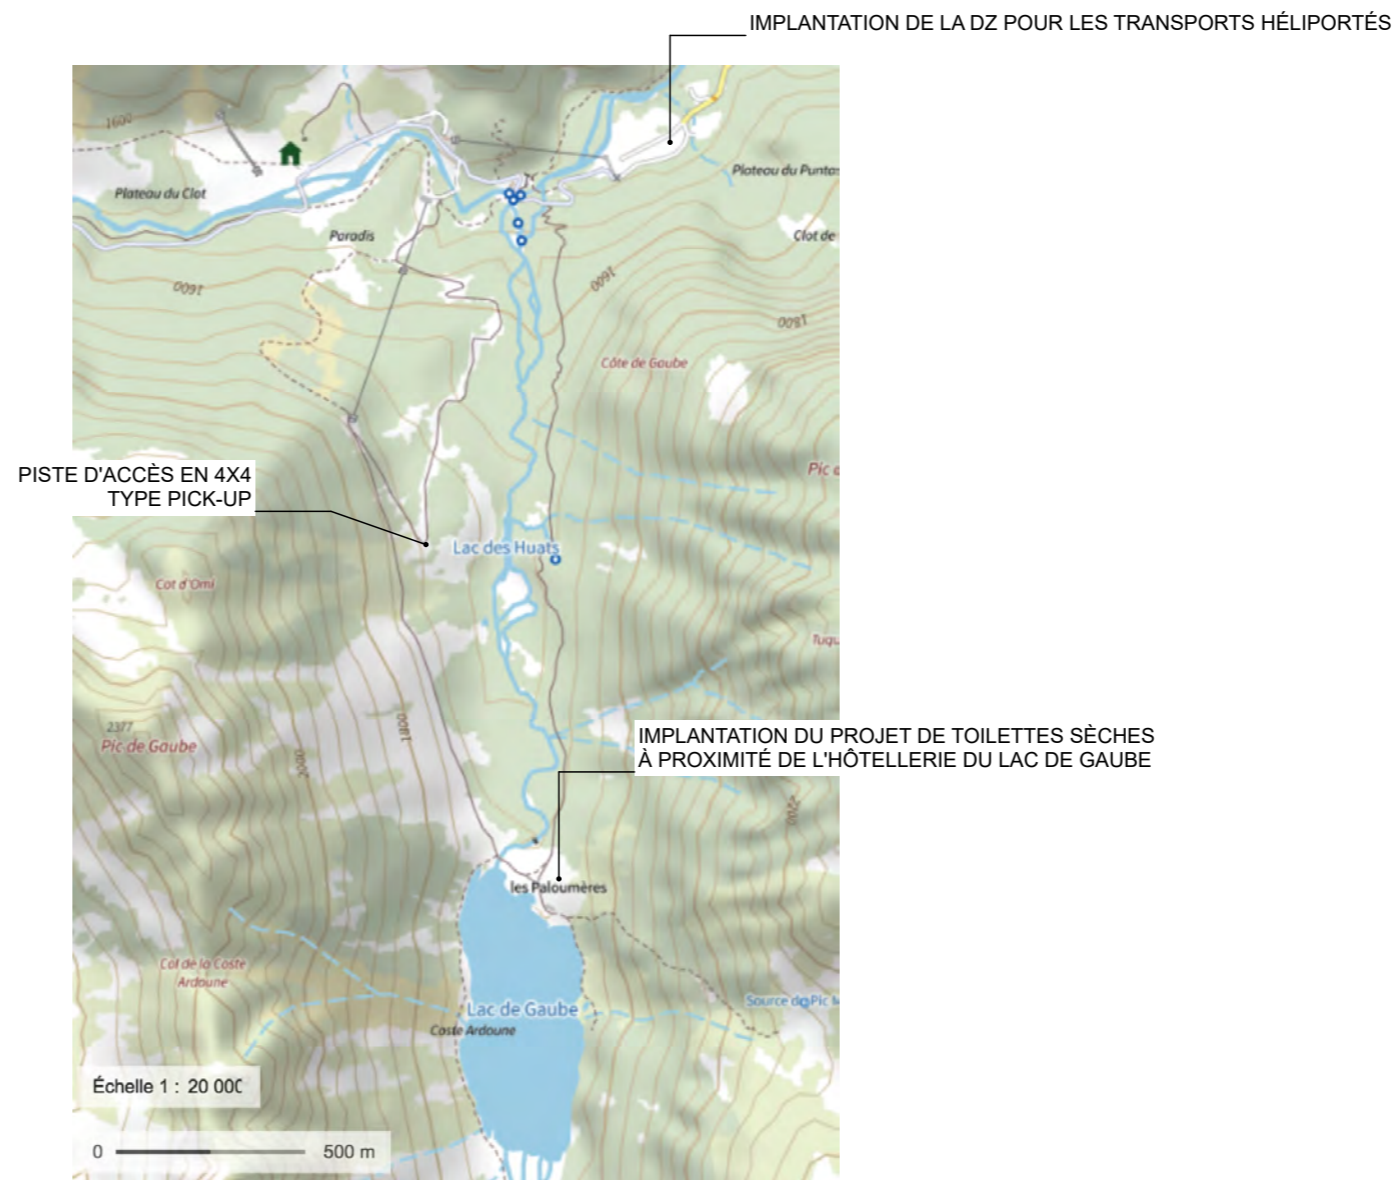 IMPLANTATION DE LA DZ POUR LES TRANSPORTS HÉLIPORTÉS
1600
Plateau du Clot
Plateau du Puntas
Paradis
Clot de
1600
1600
1800
Côte de Gaube
Pic d
PISTE D'ACCÈS EN 4X4
TYPE PICK-UP
Lac des Huats
Cot d'Omi
Tuqu
2377
Pic de Gaube
1800
2000
IMPLANTATION DU PROJET DE TOILETTES SÈCHES
À PROXIMITÉ DE L'HÔTELLERIE DU LAC DE GAUBE
2200
les Paloumères
Col de la Coste
Ardoune
Lac de Gaube
Source du Pic M
Coste Ardoune
Échelle 1 : 20 000
0 500 m